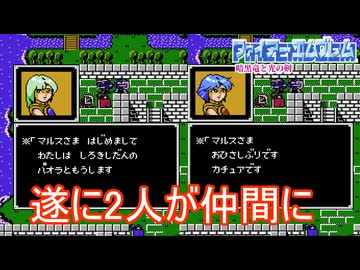 ファイアーエムブレム
暗黒竜と光の剣
※「マルスさま はじめまして
わたしは しろきしだんの
パオラともうします
※「マルスさま
おひさしぶりです
カチュアです
遂に2人が仲間に